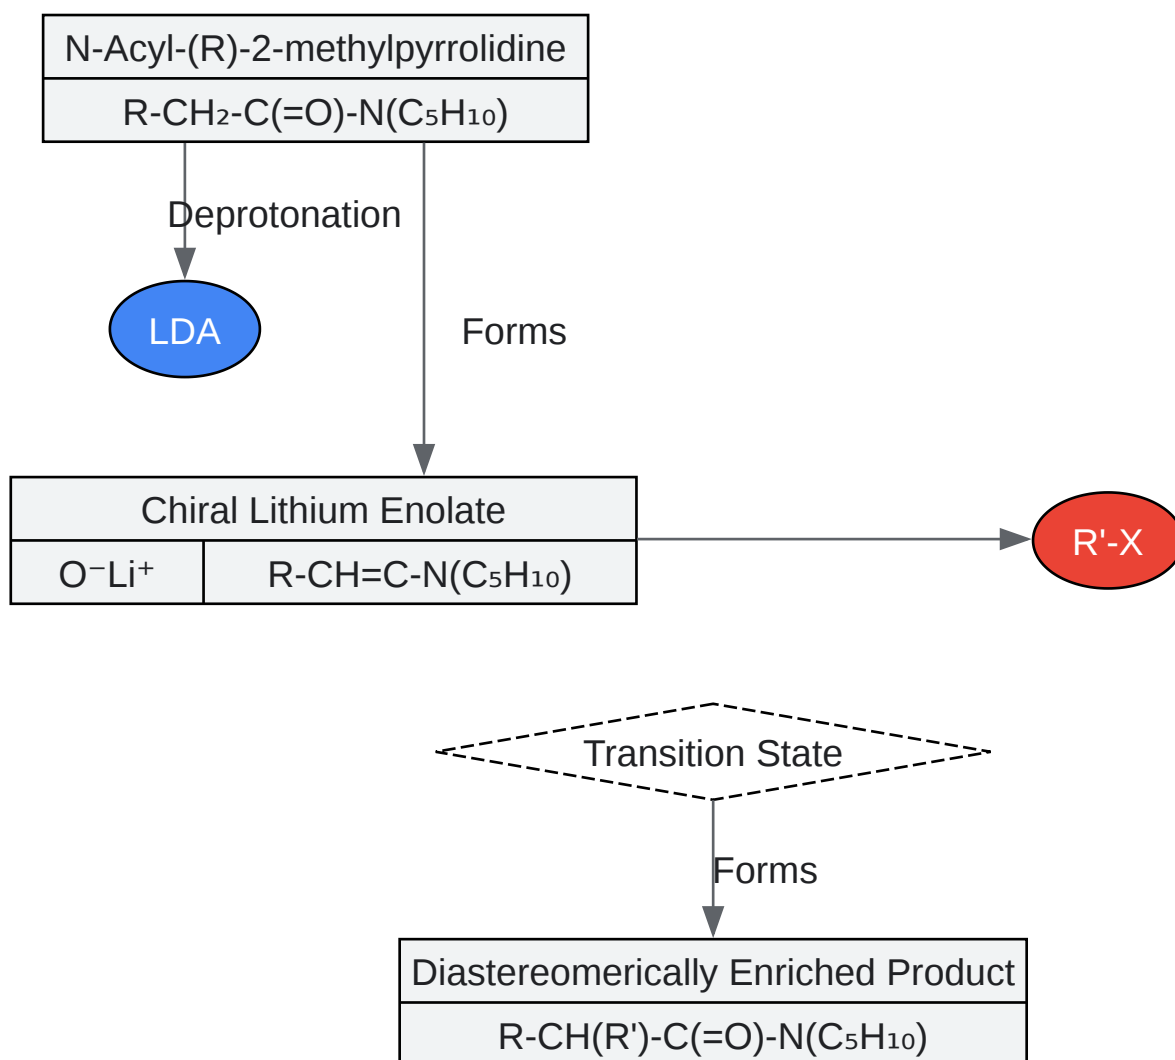 N-Acyl-(R)-2-methylpyrrolidine
R-CH₂-C(=O)-N(C₅H₁₀)
Deprotonation
LDA
Forms
Chiral Lithium Enolate
O⁻Li⁺
R-CH=C-N(C₅H₁₀)
R'-X
Transition State
Forms
Diastereomerically Enriched Product
R-CH(R')-C(=O)-N(C₅H₁₀)